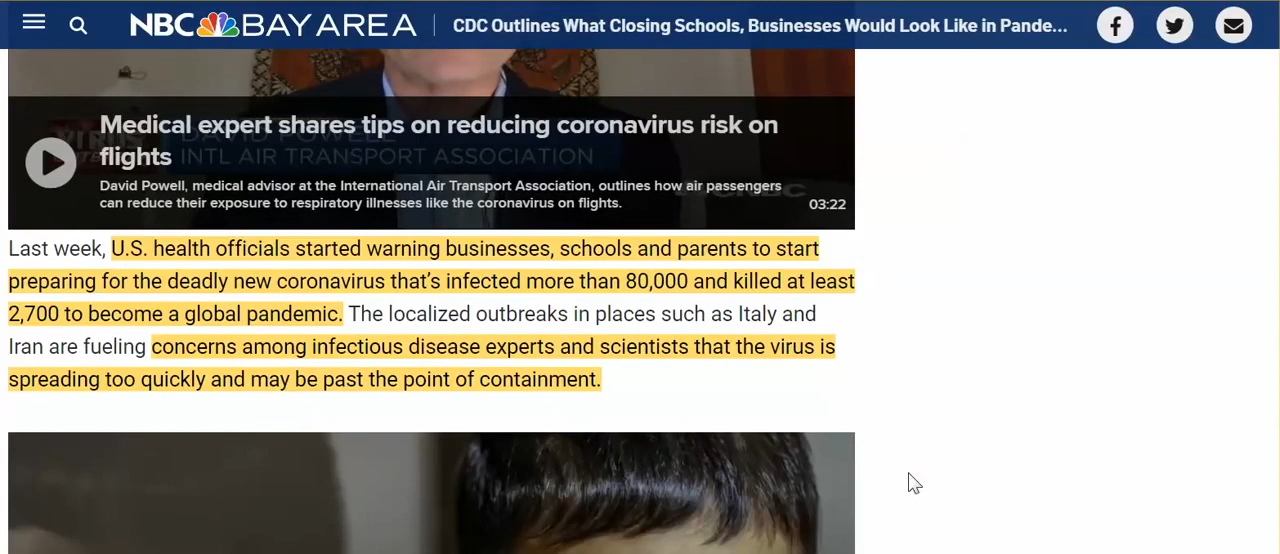 NBC BAY AREA CDC Outlines What Closing Schools, Businesses Would Look Like in Pande...
Medical expert shares tips on reducing coronavirus risk on
flights
DAVID POWELL
INTL AIR TRANSPORT ASSOCIATION
David Powell, medical advisor at the International Air Transport Association, outlines how air passengers
can reduce their exposure to respiratory illnesses like the coronavirus on flights.
03:22
Last week, U.S. health officials started warning businesses, schools and parents to start
preparing for the deadly new coronavirus that's infected more than 80,000 and killed at least
2,700 to become a global pandemic. The localized outbreaks in places such as Italy and
Iran are fueling concerns among infectious disease experts and scientists that the virus is
spreading too quickly and may be past the point of containment.